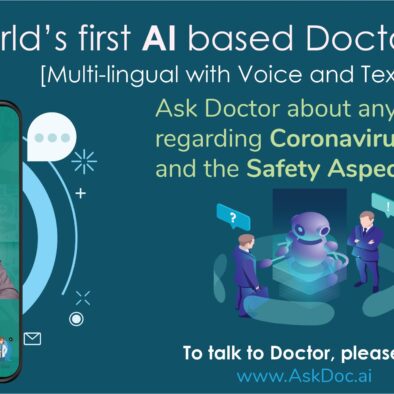 rld's first AI based Docto
[Multi-lingual with Voice and Tex
Ask Doctor about any
regarding Coronaviru
and the Safety Aspec
?
!
To talk to Doctor, please
www.AskDoc.ai